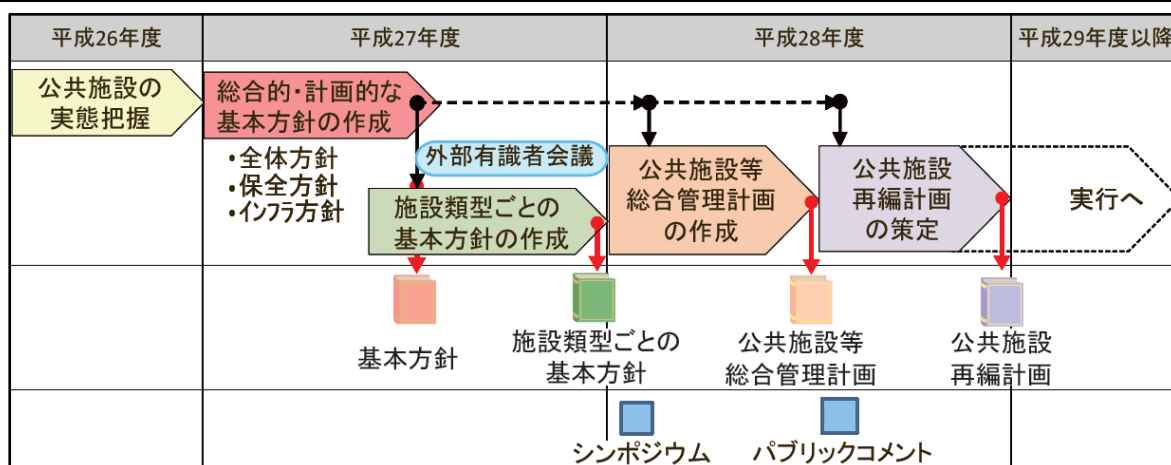 平成26年度
平成27年度
平成28年度
平成29年度以降
公共施設の
実態把握
総合的・計画的な
基本方針の作成
・全体方針
・保全方針
・インフラ方針
外部有識者会議
施設類型ごとの
基本方針の作成
公共施設等
総合管理計画
の作成
公共施設
再編計画
の策定
実行へ
基本方針
施設類型ごとの
基本方針
公共施設等
総合管理計画
公共施設
再編計画
シンポジウム
パブリックコメント